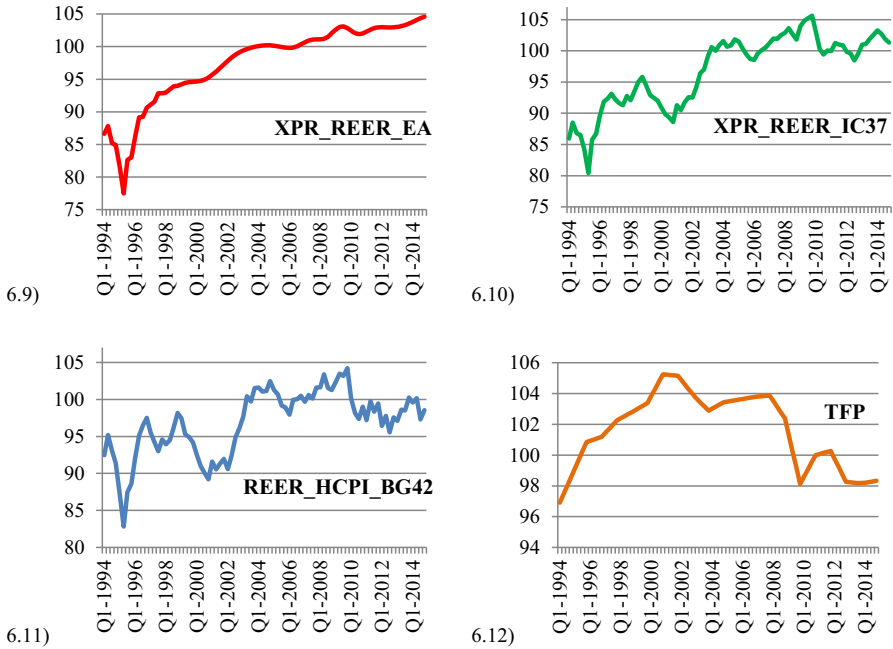 105
100
95
90
85
80
75
XPR_REER_EA
Q1-1994
Q1-1996
Q1-1998
Q1-2000
Q1-2002
Q1-2004
Q1-2006
Q1-2008
Q1-2010
Q1-2012
Q1-2014
6.9)
105
100
95
90
85
80
75
XPR_REER_IC37
Q1-1994
Q1-1996
Q1-1998
Q1-2000
Q1-2002
Q1-2004
Q1-2006
Q1-2008
Q1-2010
Q1-2012
Q1-2014
6.10)
105
100
95
90
85
80
REER_HCPI_BG42
Q1-1994
Q1-1996
Q1-1998
Q1-2000
Q1-2002
Q1-2004
Q1-2006
Q1-2008
Q1-2010
Q1-2012
Q1-2014
6.11)
106
104
102
100
98
96
94
TFP
Q1-1994
Q1-1996
Q1-1998
Q1-2000
Q1-2002
Q1-2004
Q1-2006
Q1-2008
Q1-2010
Q1-2012
Q1-2014
6.12)